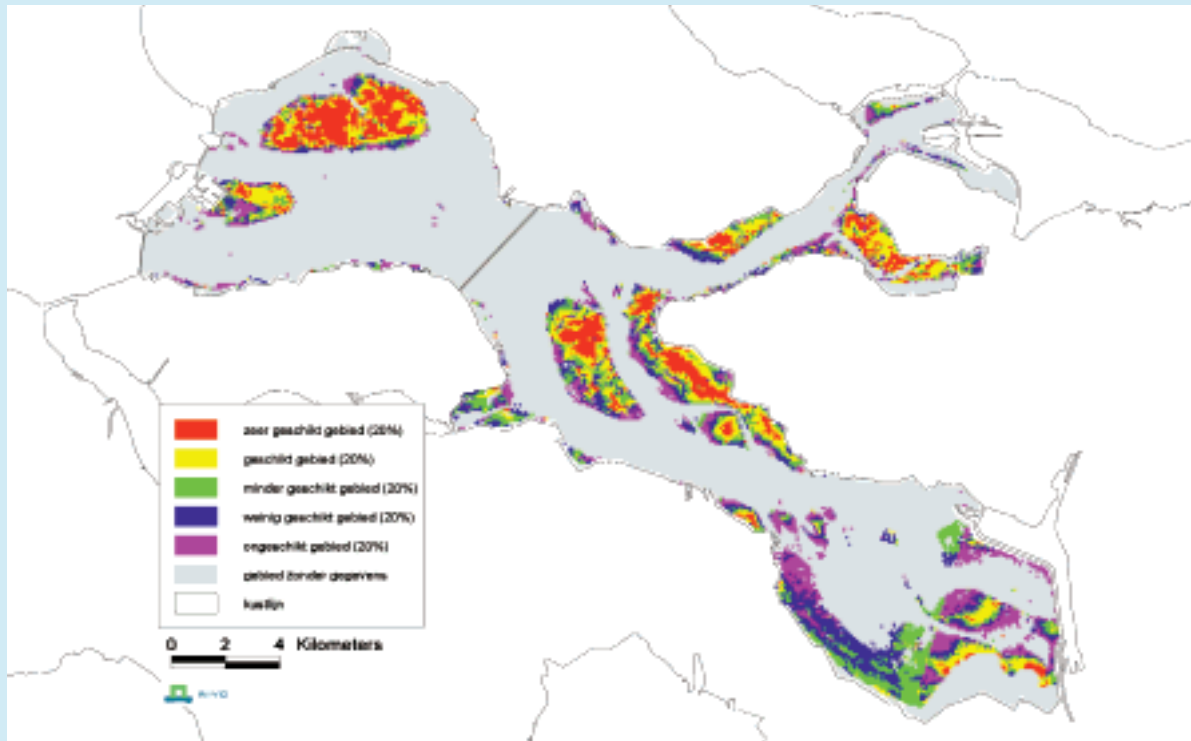 zeer geschikt gebied (20%)
geschikt gebied (20%)
minder geschikt gebied (20%)
weinig geschikt gebied (20%)
ongeschikt gebied (20%)
gebied zonder gegevens
kustlijn
0 2 4 Kilometers